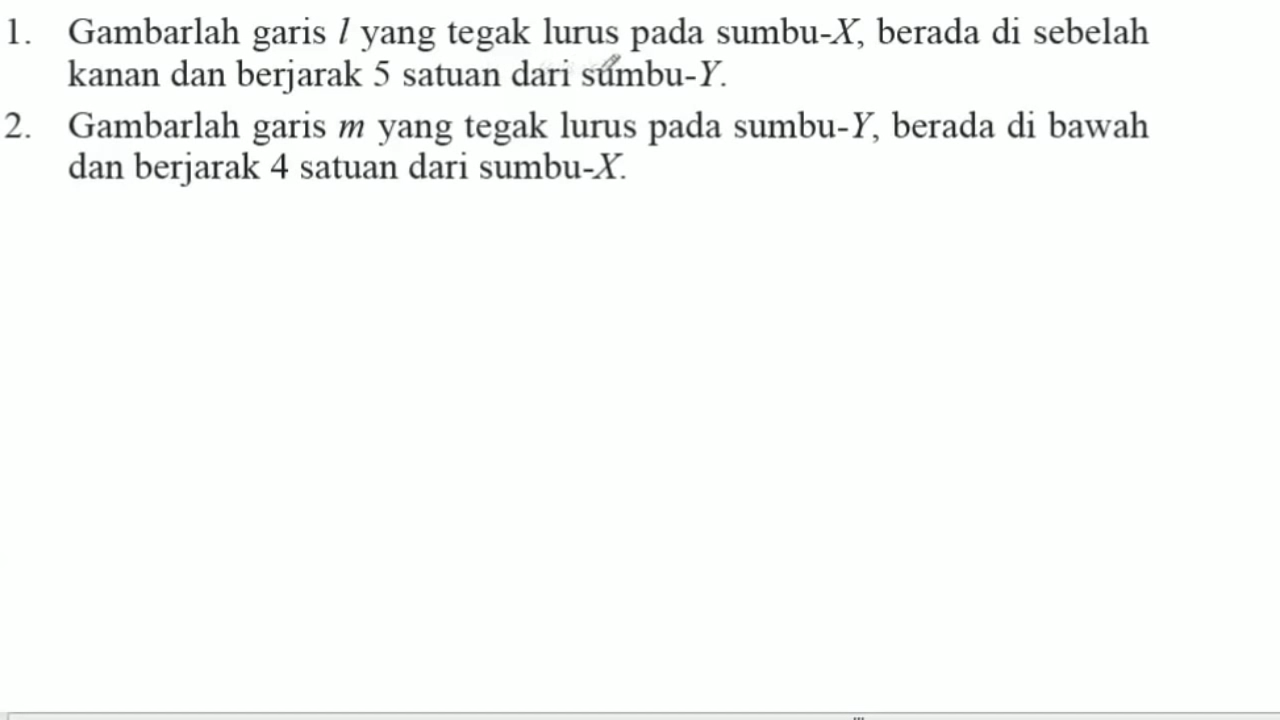 1. Gambarlah garis l yang tegak lurus pada sumbu-X, berada di sebelah
kanan dan berjarak 5 satuan dari sumbu-Y.
2. Gambarlah garis m yang tegak lurus pada sumbu-Y, berada di bawah
dan berjarak 4 satuan dari sumbu-X.